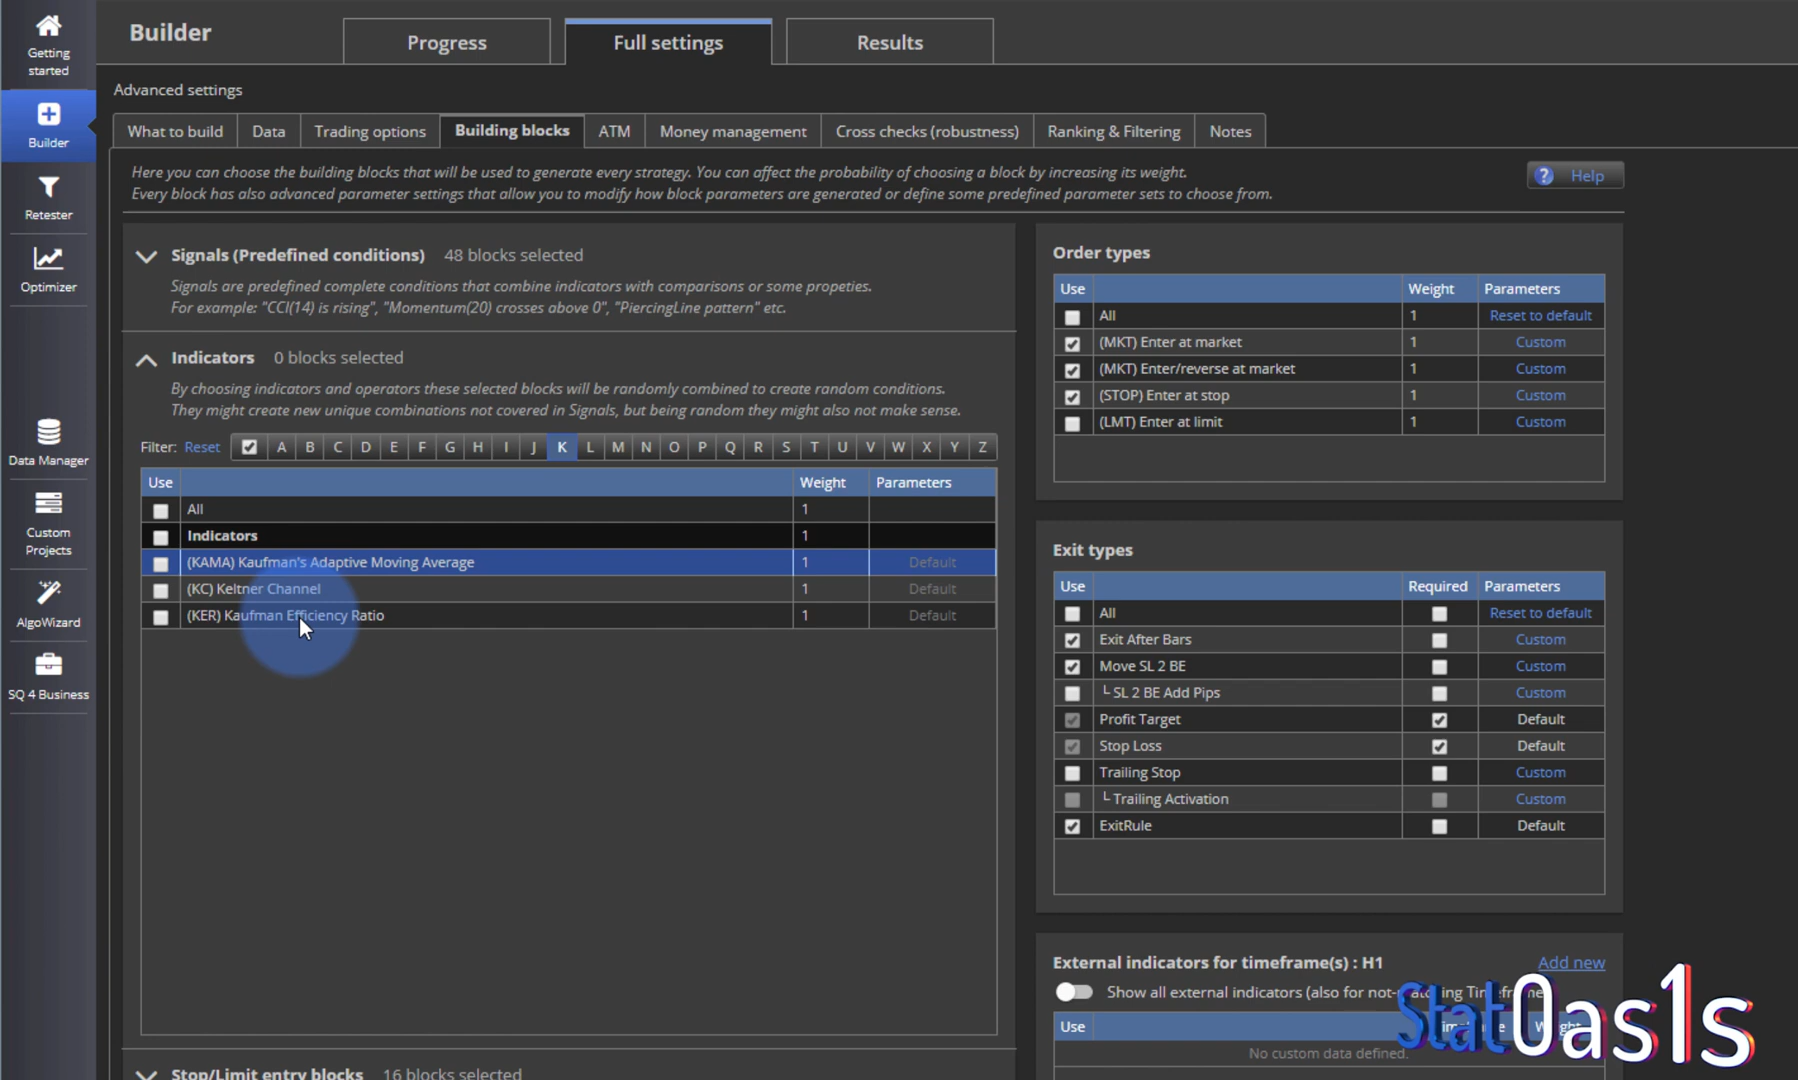 Getting
started
Builder
Retester
Optimizer
Data Manager
Custom
Projects
AlgoWizard
SQ 4 Business
Builder
Progress
Full settings
Results
Advanced settings
What to build
Data
Trading options
Building blocks
ATM
Money management
Cross checks (robustness)
Ranking & Filtering
Notes
Here you can choose the building blocks that will be used to generate every strategy. You can affect the probability of choosing a block by increasing its weight.
Every block has also advanced parameter settings that allow you to modify how block parameters are generated or define some predefined parameter sets to choose from.
? Help
Signals (Predefined conditions) 48 blocks selected
Signals are predefined complete conditions that combine indicators with comparisons or some propeties.
For example: "CCI(14) is rising", "Momentum(20) crosses above 0", "PiercingLine pattern" etc.
Indicators 0 blocks selected
By choosing indicators and operators these selected blocks will be randomly combined to create random conditions.
They might create new unique combinations not covered in Signals, but being random they might also not make sense.
Filter: Reset A B C D E F G H I J K L M N O P Q R S T U V W X Y Z
Use Weight Parameters
All 1
Indicators 1
(KAMA) Kaufman's Adaptive Moving Average 1 Default
(KC) Keltner Channel 1 Default
(KER) Kaufman Efficiency Ratio 1 Default
Stop/Limit entry blocks 16 blocks selected
Order types
Use Weight Parameters
All 1 Reset to default
(MKT) Enter at market 1 Custom
(MKT) Enter/reverse at market 1 Custom
(STOP) Enter at stop 1 Custom
(LMT) Enter at limit 1 Custom
Exit types
Use Required Parameters
All Reset to default
Exit After Bars Custom
Move SL 2 BE Custom
SL 2 BE Add Pips Custom
Profit Target Default
Stop Loss Default
Trailing Stop Custom
Trailing Activation Custom
ExitRule Default
External indicators for timeframe(s) : H1 Add new
Show all external indicators (also for
Use
No custom data defined.
StatOas1s